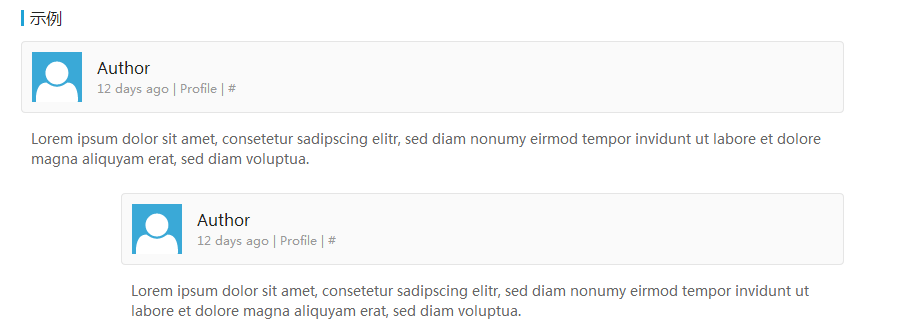 示例
Author
12 days ago | Profile | #
Lorem ipsum dolor sit amet, consetetur sadipscing elitr, sed diam nonumy eirmod tempor invidunt ut labore et dolore
magna aliquyam erat, sed diam voluptua.
Author
12 days ago | Profile | #
Lorem ipsum dolor sit amet, consetetur sadipscing elitr, sed diam nonumy eirmod tempor invidunt ut
labore et dolore magna aliquyam erat, sed diam voluptua.